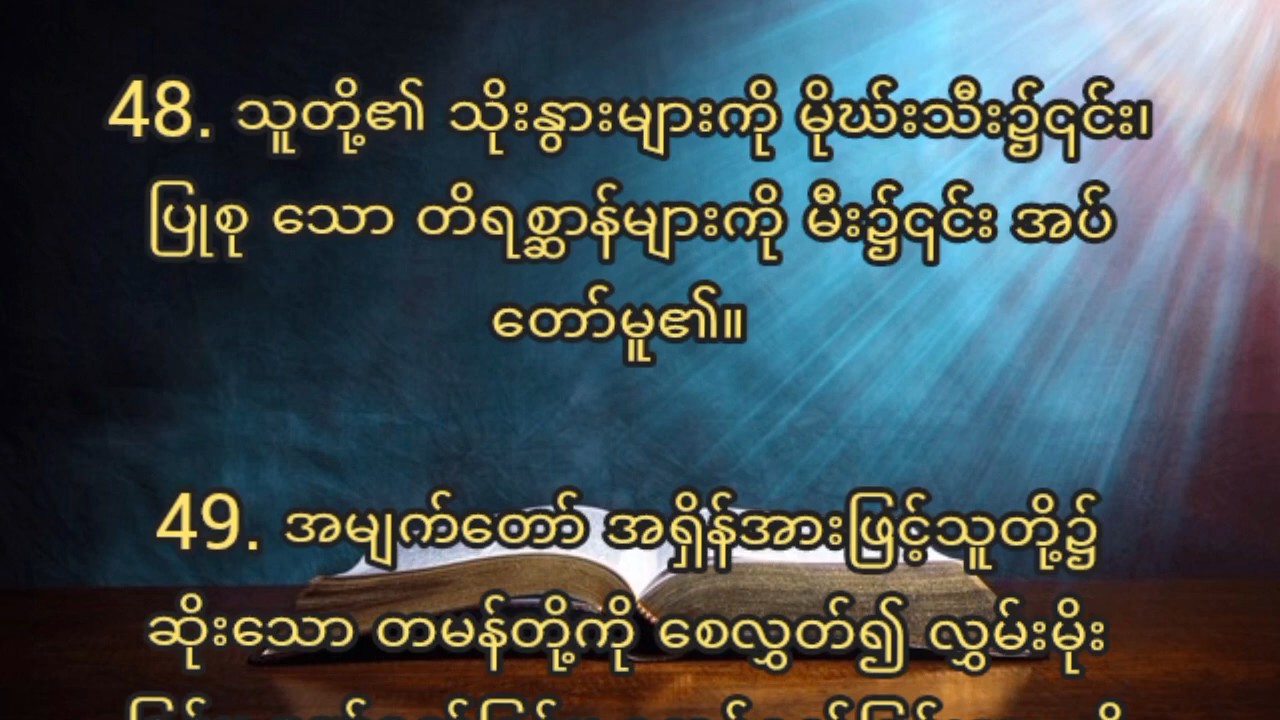 48. သူတို့၏ သိုးနွားများကို မိုဃ်းသီး၌၎င်း၊
ပြုစု သော တိရစ္ဆာန်များကို မီး၌၎င်း အပ်
တော်မူ၏။
49. အမျက်တော် အရှိန်အားဖြင့်သူတို့၌
ဆိုးသော တမန်တို့ကို စေလွှတ်၍ လွှမ်းမိုး